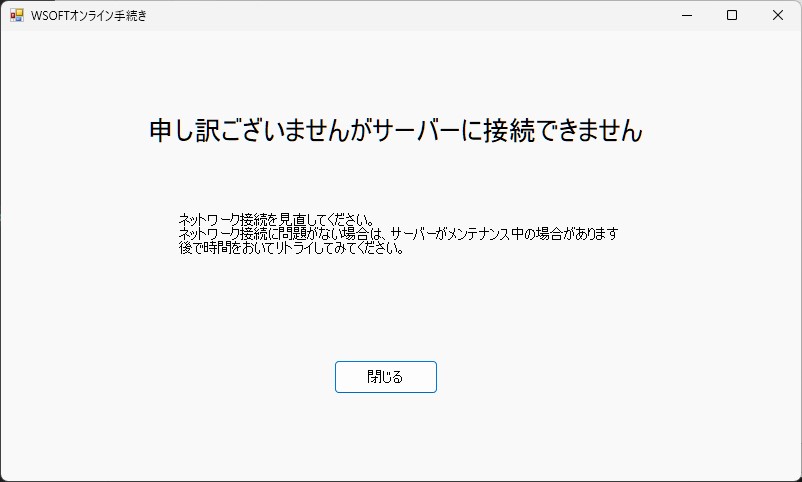 WSOFTオンライン手続き
申し訳ございませんがサーバーに接続できません
ネットワーク接続を見直してください。
ネットワーク接続に問題がない場合は、サーバーがメンテナンス中の場合があります
後で時間をおいてリトライしてみてください。
閉じる